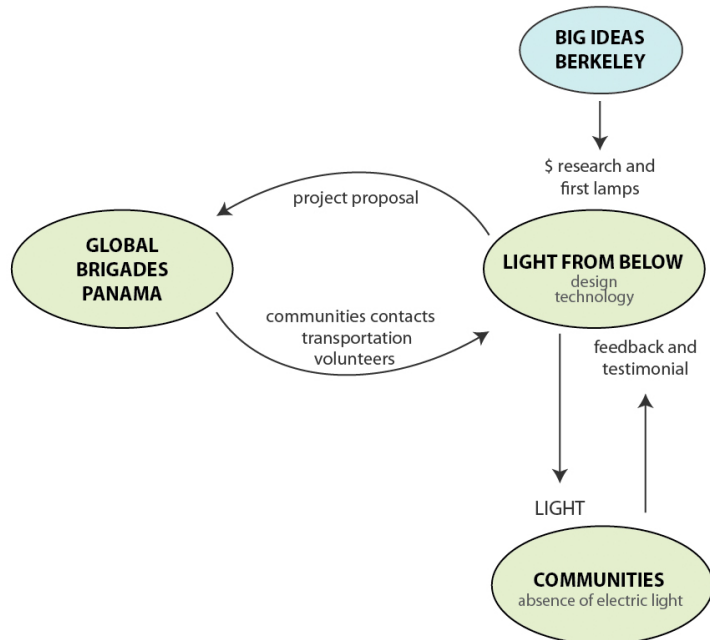 BIG IDEAS
BERKELEY
$ research and
first lamps
project proposal
GLOBAL
BRIGADES
PANAMA
LIGHT FROM BELOW
design
technology
communities contacts
transportation
volunteers
feedback and
testimonial
LIGHT
COMMUNITIES
absence of electric light